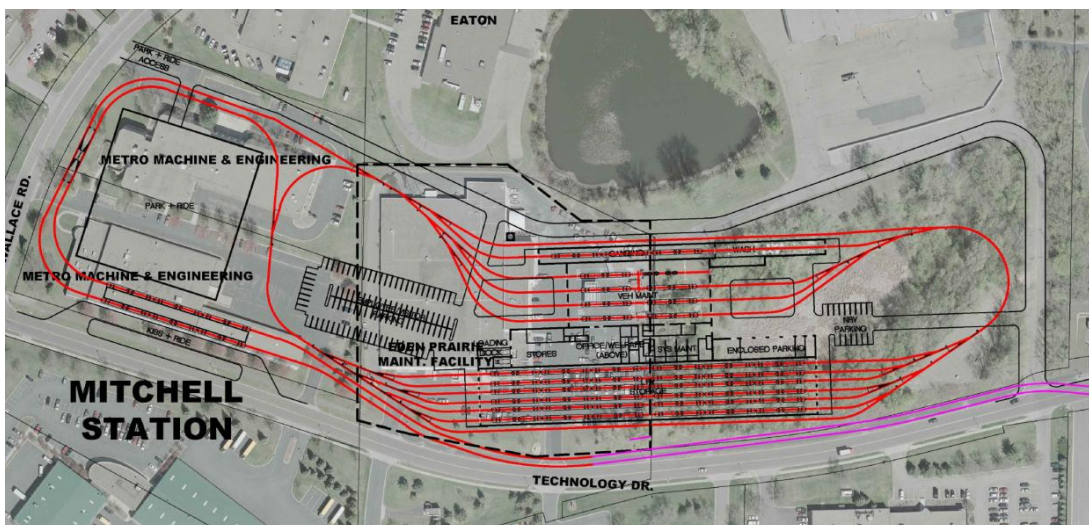 EATON
PARK + RIDE
ACCESS
METRO MACHINE & ENGINEERING
PARK + RIDE
WALLACE RD.
METRO MACHINE & ENGINEERING
KISS + RIDE
WASH
VEH MAINT
NRV
PARKING
EDEN PRAIRIE
MAINT. FACILITY
LOADING
DOCK
STORES
OFFICE/WELFARE
(ABOVE)
SYS MAINT
ENCLOSED PARKING
STORAGE
MITCHELL
STATION
TECHNOLOGY DR.